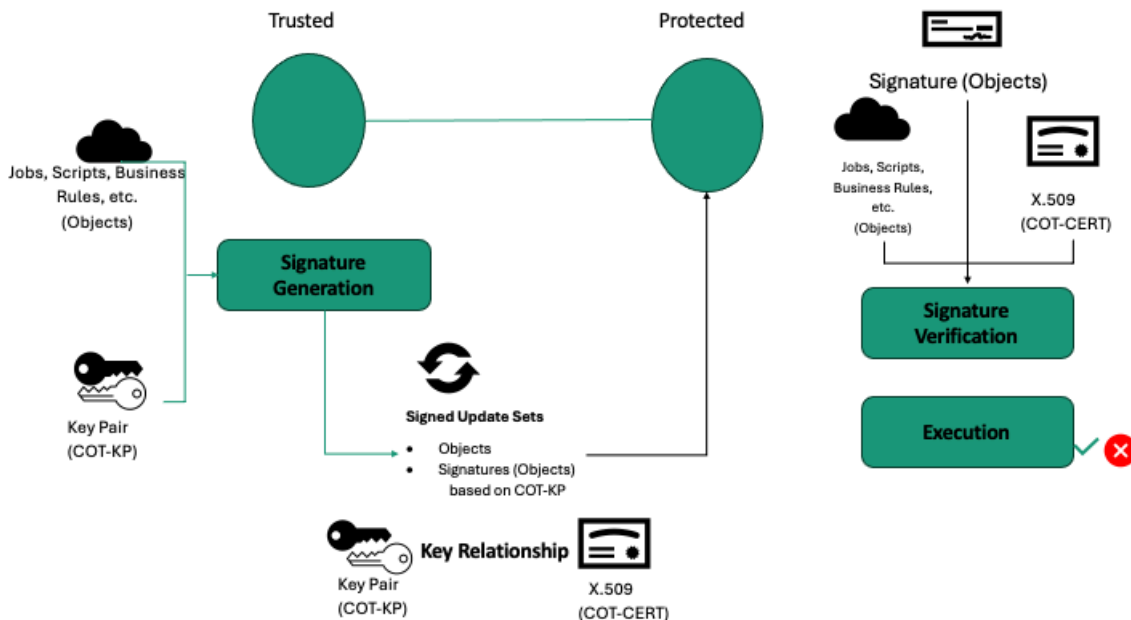 Trusted
Protected
Signature (Objects)
Jobs, Scripts, Business
Rules, etc.
(Objects)
Jobs, Scripts,
Business Rules,
etc.
(Objects)
X.509
(COT-CERT)
Signature
Generation
Signature
Verification
Key Pair
(COT-KP)
Signed Update Sets
• Objects
• Signatures (Objects)
based on COT-KP
Execution
Key Relationship
Key Pair
(COT-KP)
X.509
(COT-CERT)